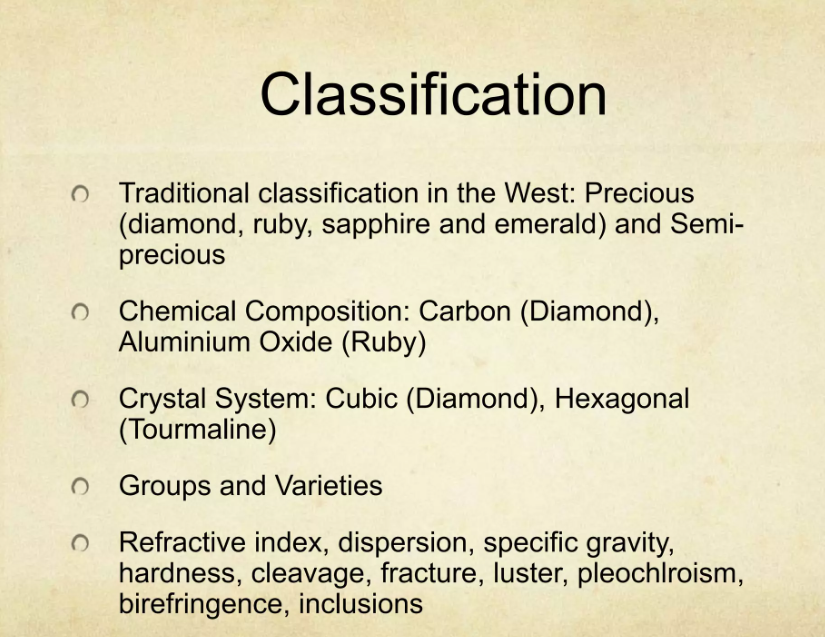 Classification
Traditional classification in the West: Precious
(diamond, ruby, sapphire and emerald) and Semi-
precious
Chemical Composition: Carbon (Diamond),
Aluminium Oxide (Ruby)
Crystal System: Cubic (Diamond), Hexagonal
(Tourmaline)
Groups and Varieties
Refractive index, dispersion, specific gravity,
hardness, cleavage, fracture, luster, pleochlroism,
birefringence, inclusions